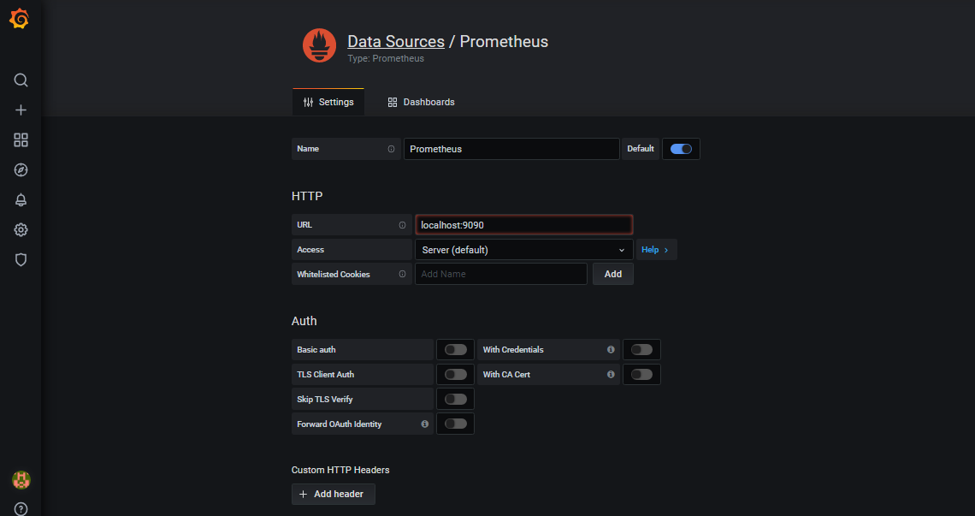 Data Sources / Prometheus
Type: Prometheus
Settings Dashboards
Name Prometheus Default
HTTP
URL localhost:9090
Access Server (default) Help
Whitelisted Cookies Add Name Add
Auth
Basic auth With Credentials
TLS Client Auth With CA Cert
Skip TLS Verify
Forward OAuth Identity
Custom HTTP Headers
Add header